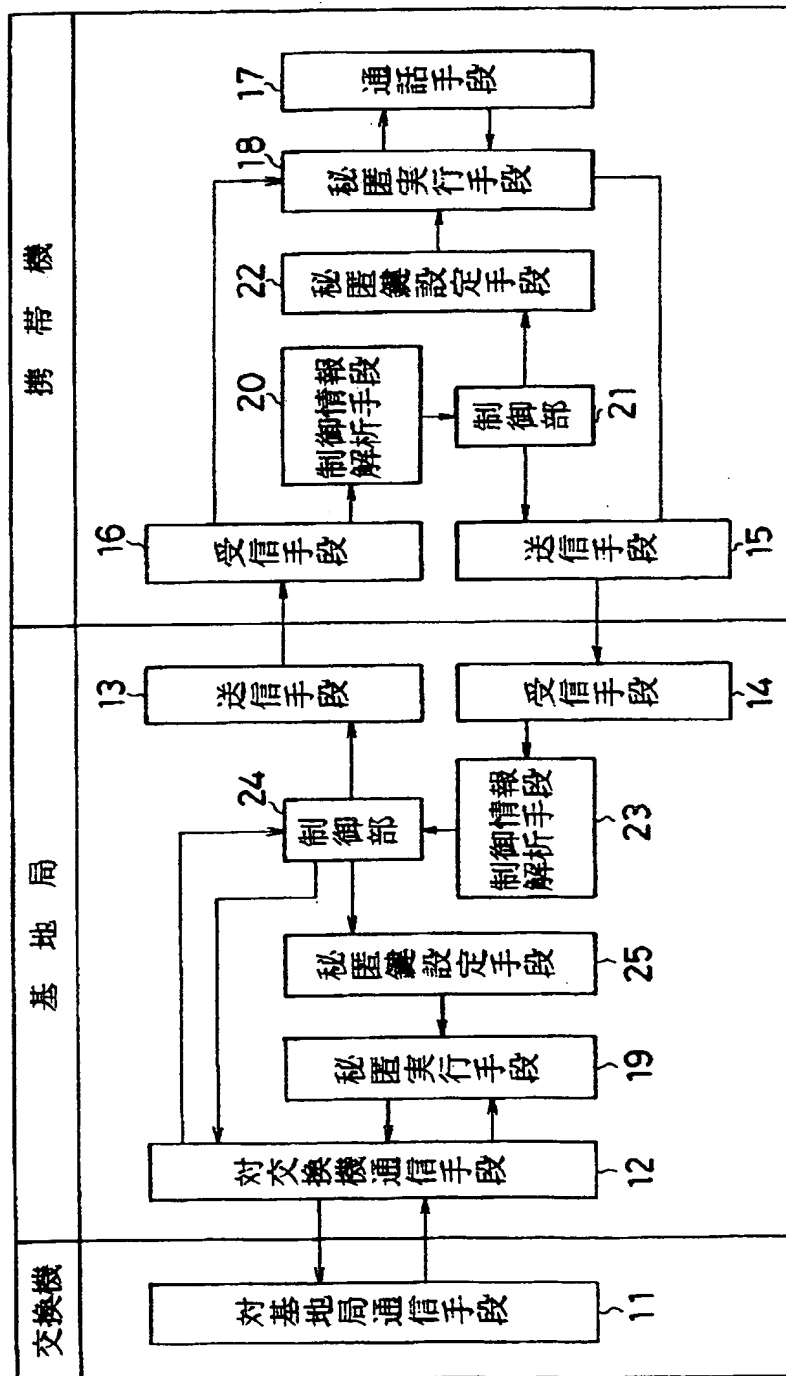 交換機
基地局
携帯機
対基地局通信手段
11
対交換機通信手段
12
秘匿実行手段
19
秘匿鍵設定手段
25
24
制御部
制御情報
解析手段
23
13
送信手段
受信手段
14
16
受信手段
送信手段
15
20
制御情報
解析手段
制御部
21
22
秘匿鍵設定手段
18
秘匿実行手段
17
通話手段